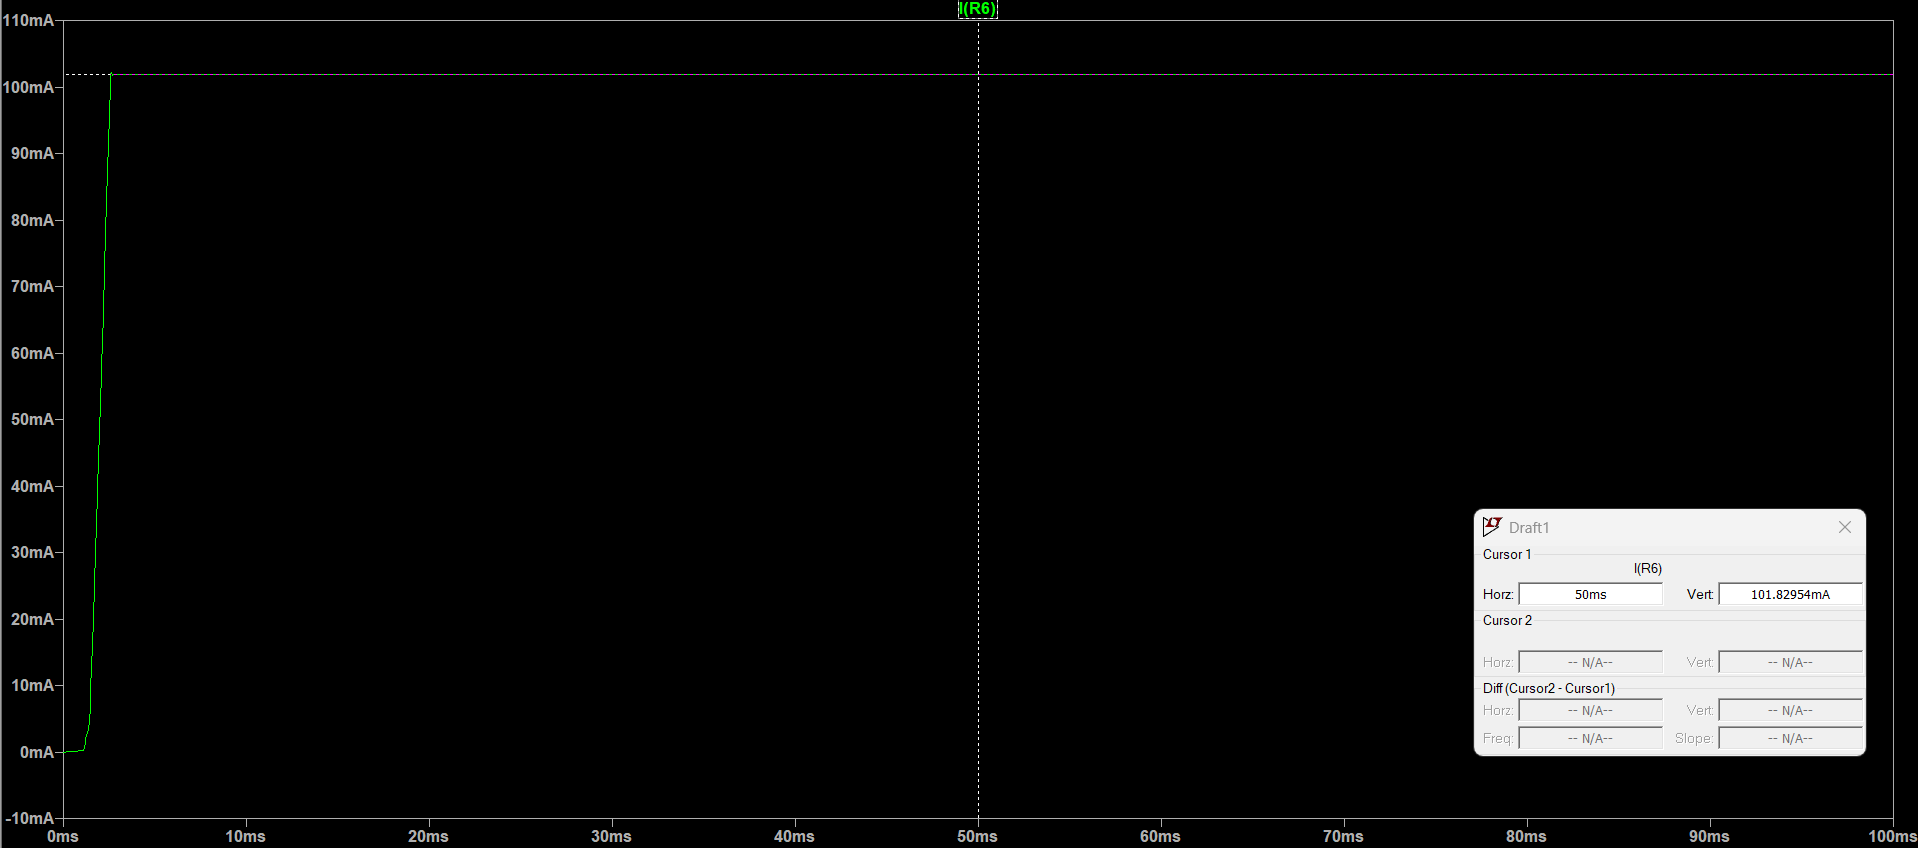 I(R6)
110mA
100mA
90mA
80mA
70mA
60mA
50mA
40mA
30mA
20mA
10mA
0mA
-10mA
0ms 10ms 20ms 30ms 40ms 50ms 60ms 70ms 80ms 90ms 100ms
Draft1
Cursor 1
I(R6)
Horz: 50ms Vert: 101.82954mA
Cursor 2
Horz: -- N/A-- Vert: -- N/A--
Diff (Cursor2 - Cursor1)
Horz: -- N/A-- Vert: -- N/A--
Freq: -- N/A-- Slope: -- N/A--